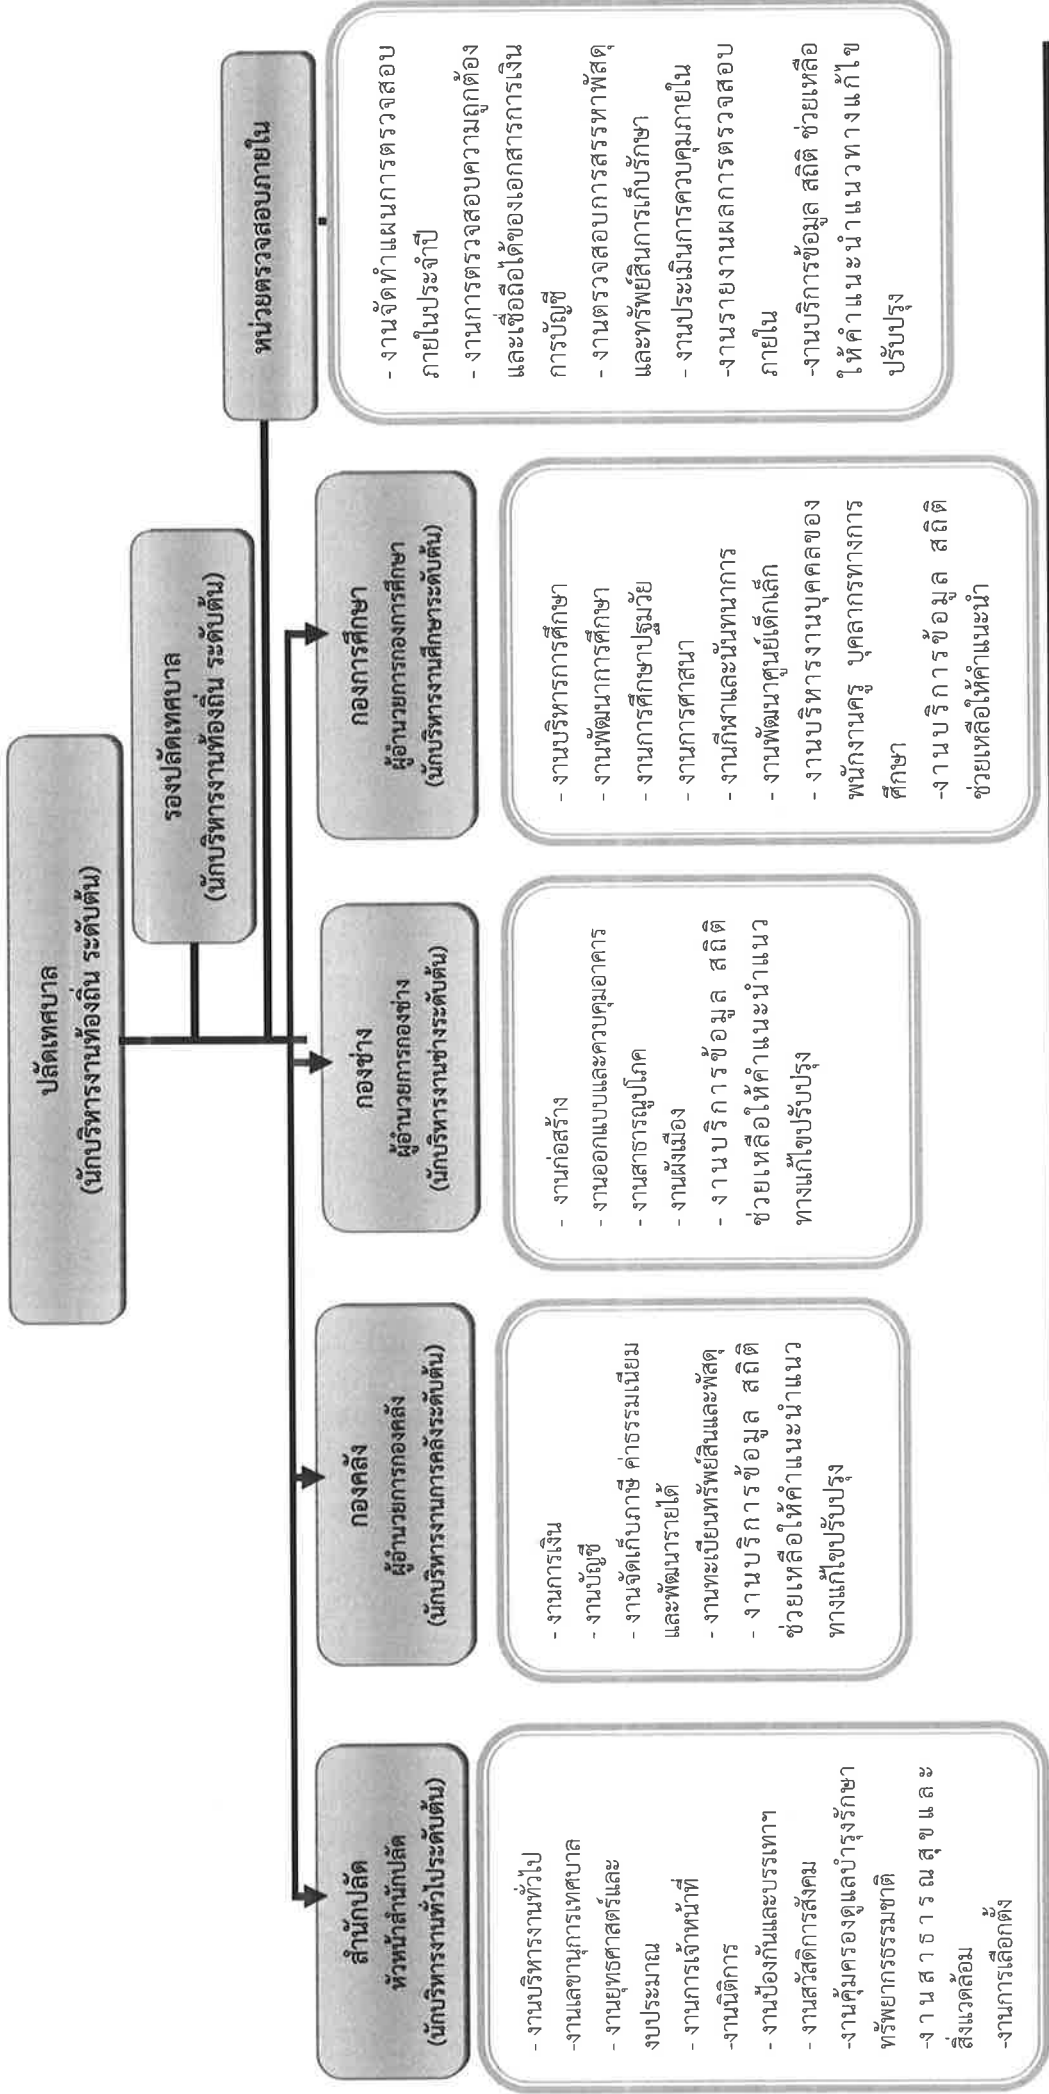 ปลัดเทศบาล
(นักบริหารงานท้องถิ่น ระดับต้น)
รองปลัดเทศบาล
(นักบริหารงานท้องถิ่น ระดับต้น)
หน่วยตรวจสอบภายใน
สำนักปลัด
หัวหน้าสำนักปลัด
(นักบริหารงานทั่วไประดับต้น)
กองคลัง
ผู้อำนวยการกองคลัง
(นักบริหารงานการคลังระดับต้น)
กองช่าง
ผู้อำนวยการกองช่าง
(นักบริหารงานช่างระดับต้น)
กองการศึกษา
ผู้อำนวยการกองการศึกษา
(นักบริหารงานศึกษาระดับต้น)
- งานบริหารงานทั่วไป
-งานเลขานุการเทศบาล
- งานยุทธศาสตร์และ
งบประมาณ
- งานการเจ้าหน้าที่
-งานนิติการ
- งานป้องกันและบรรเทาฯ
- งานสวัสดิการสังคม
-งานคุ้มครองดูแลบำรุงรักษา
ทรัพยากรธรรมชาติ
-งานสาธารณสุขและ
สิ่งแวดล้อม
-งานการเลือกตั้ง
- งานการเงิน
- งานบัญชี
- งานจัดเก็บภาษี ค่าธรรมเนียม
และพัฒนารายได้
- งานทะเบียนทรัพย์สินและพัสดุ
- งานบริการข้อมูล สถิติ
ช่วยเหลือให้คำแนะนำแนว
ทางแก้ไขปรับปรุง
- งานก่อสร้าง
- งานออกแบบและควบคุมอาคาร
- งานสาธารณูปโภค
- งานผังเมือง
- งานบริการข้อมูล สถิติ
ช่วยเหลือให้คำแนะนำแนว
ทางแก้ไขปรับปรุง
- งานบริหารการศึกษา
- งานพัฒนาการศึกษา
- งานการศึกษาปฐมวัย
- งานการศาสนา
- งานกีฬาและนันทนาการ
- งานพัฒนาศูนย์เด็กเล็ก
- งานบริหารงานบุคคลของ
พนักงานครู บุคลากรทางการ
ศึกษา
-งานบริการข้อมูล สถิติ
ช่วยเหลือให้คำแนะนำ
- งานจัดทำแผนการตรวจสอบ
ภายในประจำปี
- งานการตรวจสอบความถูกต้อง
และเชื่อถือได้ของเอกสารการเงิน
การบัญชี
- งานตรวจสอบการสรรหาพัสดุ
และทรัพย์สินการเก็บรักษา
- งานประเมินการควบคุมภายใน
-งานรายงานผลการตรวจสอบ
ภายใน
-งานบริการข้อมูล สถิติ ช่วยเหลือ
ให้คำแนะนำแนวทางแก้ไข
ปรับปรุง